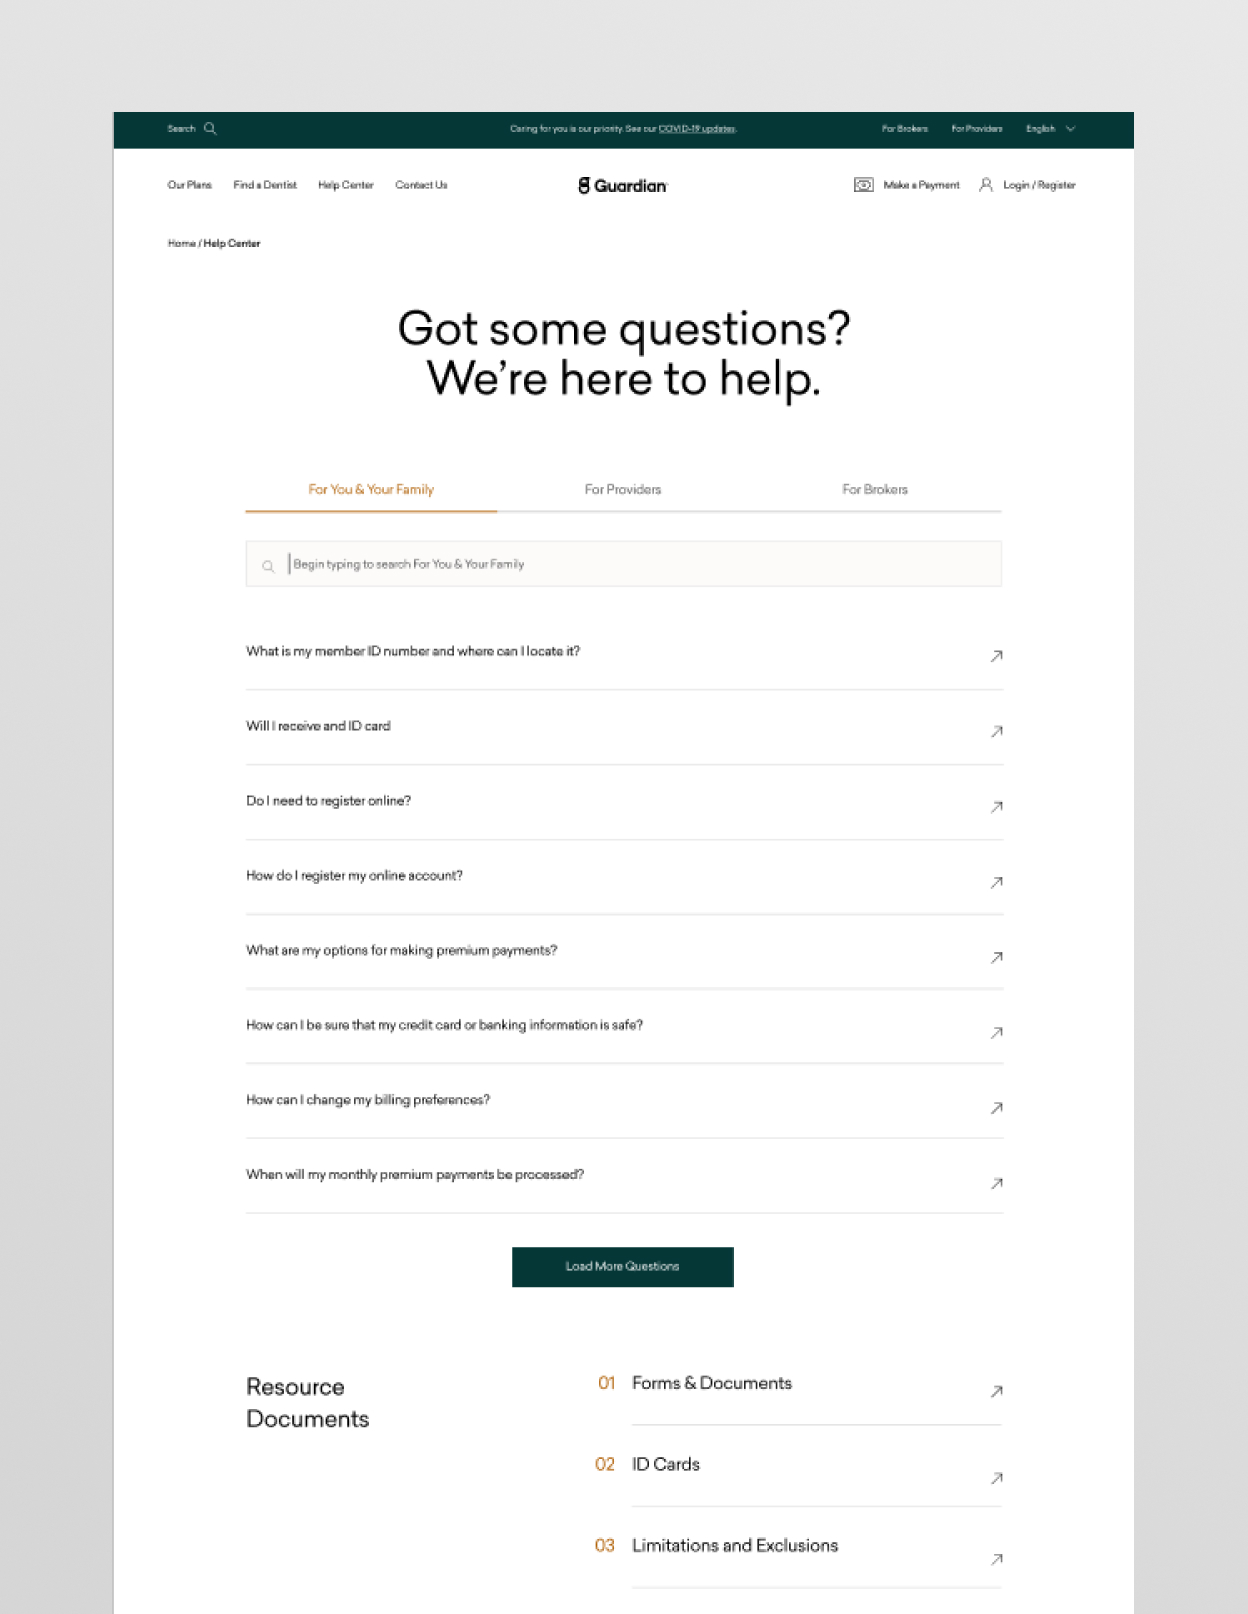 Search
Caring for you is our priority. See our COVID-19 updates.
For Brokers
For Providers
English
Our Plans
Find a Dentist
Help Center
Contact Us
Guardian
Make a Payment
Login / Register
Home / Help Center
Got some questions?
We're here to help.
For You & Your Family
For Providers
For Brokers
Begin typing to search For You & Your Family
What is my member ID number and where can I locate it?
Will I receive and ID card
Do I need to register online?
How do I register my online account?
What are my options for making premium payments?
How can I be sure that my credit card or banking information is safe?
How can I change my billing preferences?
When will my monthly premium payments be processed?
Load More Questions
Resource
Documents
01 Forms & Documents
02 ID Cards
03 Limitations and Exclusions